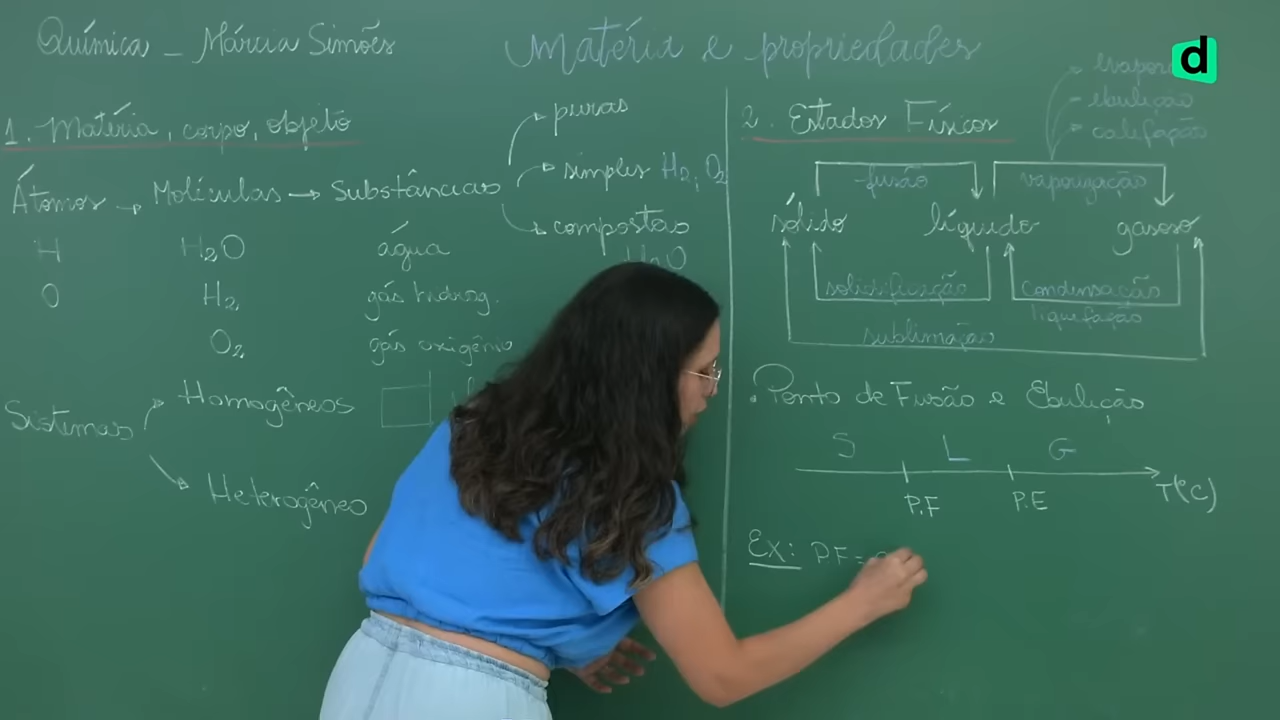 Química - Márcia Simões
matéria e propriedades
d
1. Matéria, corpo, objeto
Átomos → Moléculas → Substâncias
puras
simples H2, O2
compostas
H2O
H H2O água
O H2 gás hidrog.
O2 gás oxigênio
Sistemas
Homogêneos
Heterogêneo
2. Estados Físicos
ebulição
calefação
fusão vaporização
sólido líquido gasoso
solidificação condensação
liquefação
sublimação
. Ponto de Fusão e Ebulição
S L G
P.F P.E T(°C)
Ex: P.F =